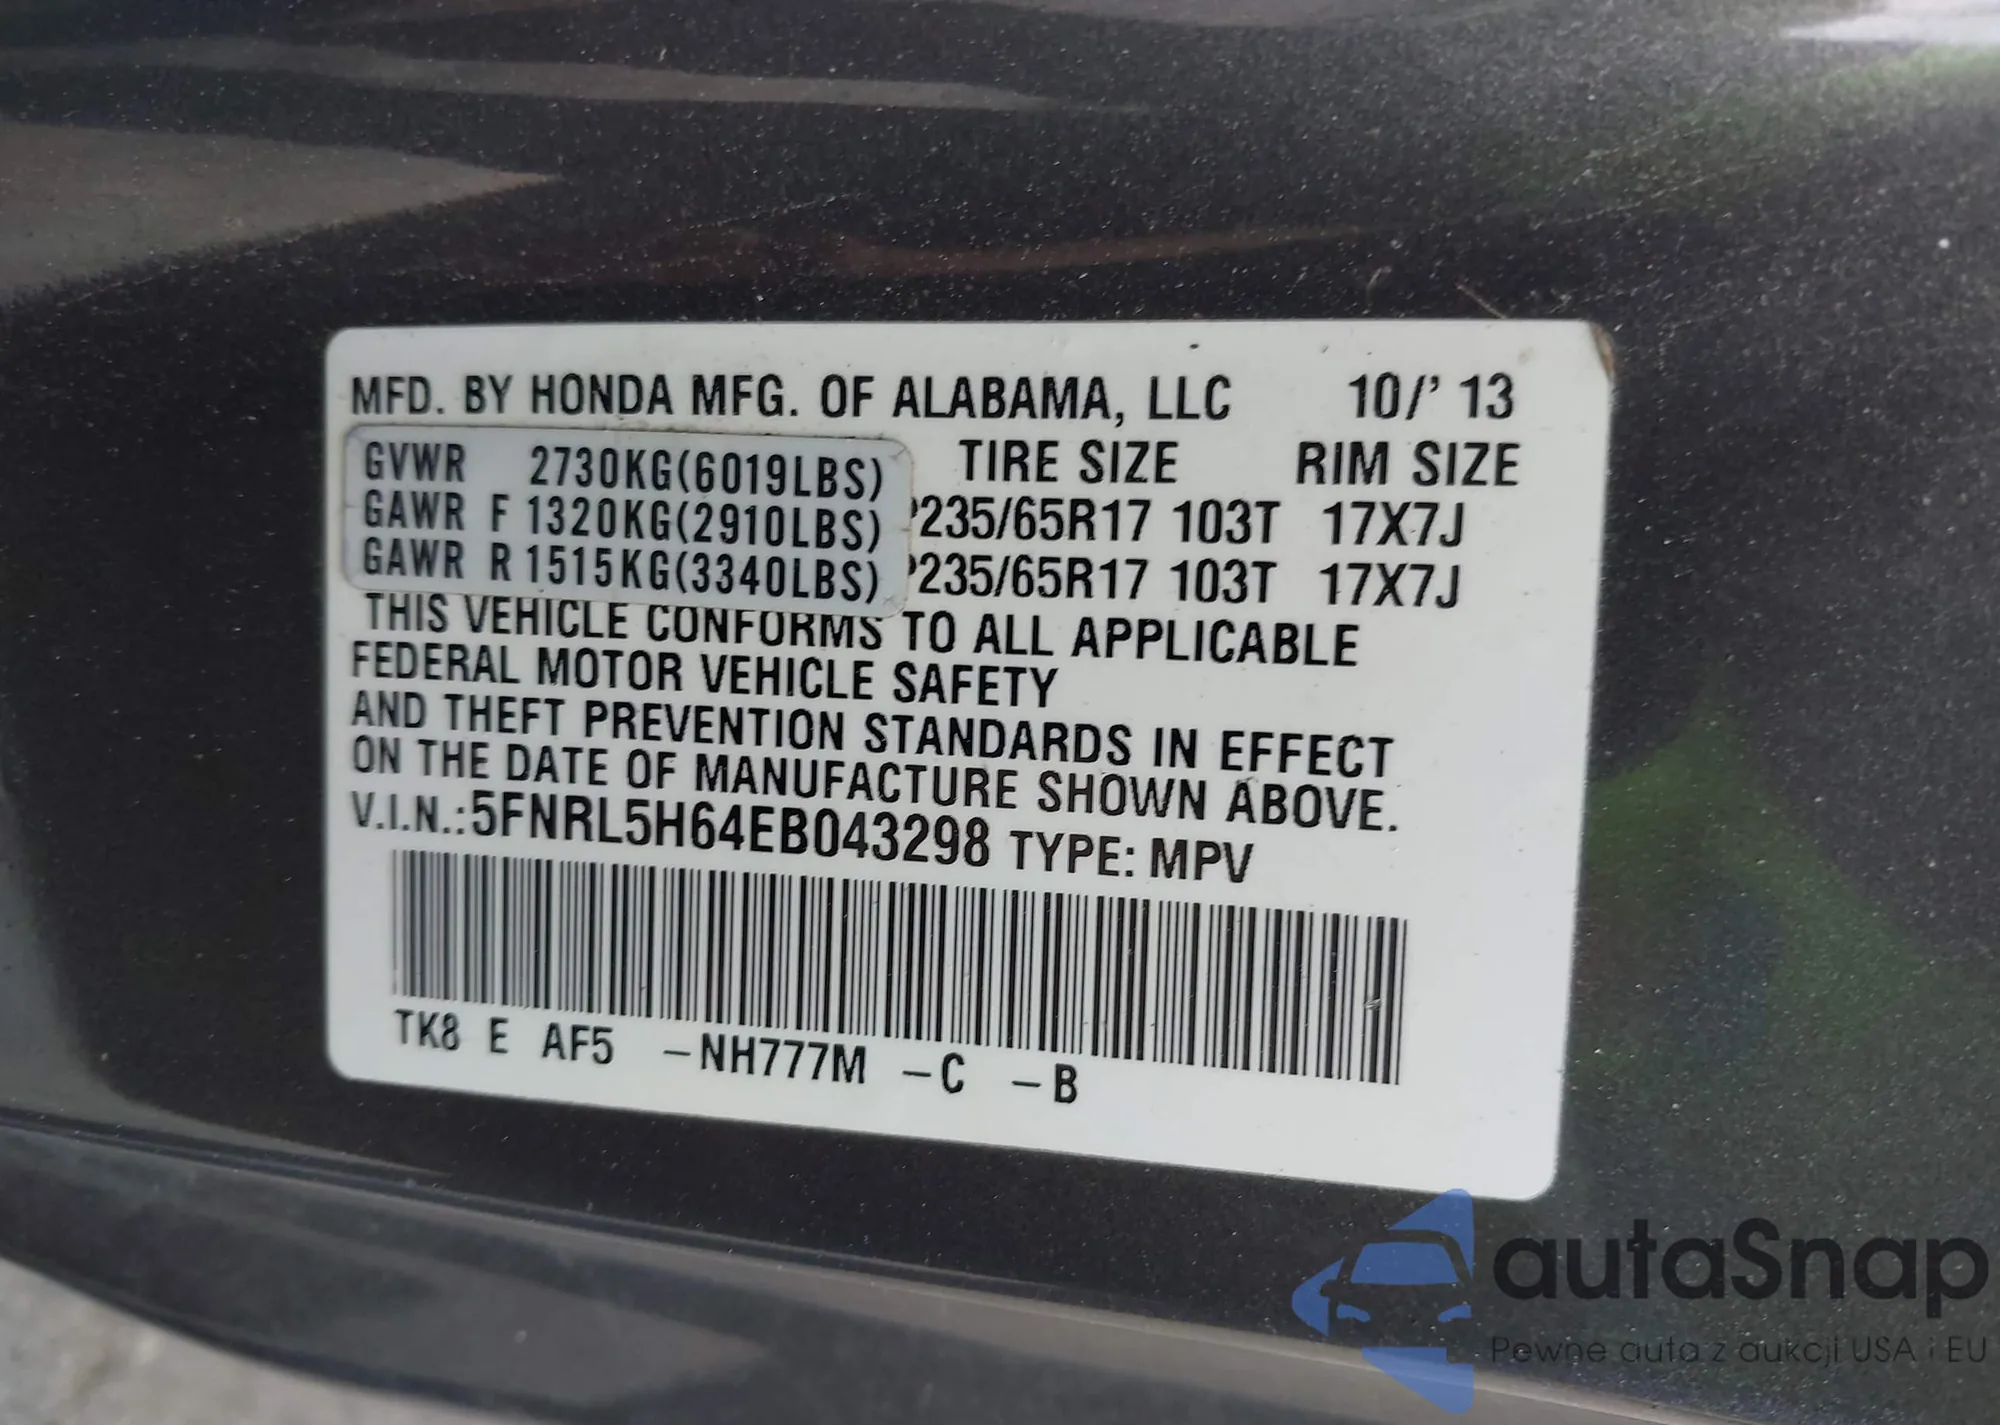 MFD. BY HONDA MFG. OF ALABAMA, LLC 10/' 13
GVWR 2730KG(6019LBS) TIRE SIZE RIM SIZE
GAWR F 1320KG(2910LBS) P235/65R17 103T 17X7J
GAWR R 1515KG(3340LBS) P235/65R17 103T 17X7J
THIS VEHICLE CONFORMS TO ALL APPLICABLE
FEDERAL MOTOR VEHICLE SAFETY
AND THEFT PREVENTION STANDARDS IN EFFECT
ON THE DATE OF MANUFACTURE SHOWN ABOVE.
V.I.N.:5FNRL5H64EB043298 TYPE: MPV
TK8 E AF5 -NH777M -C -B
autaSnap
Pewne auta z aukcji USA i EU